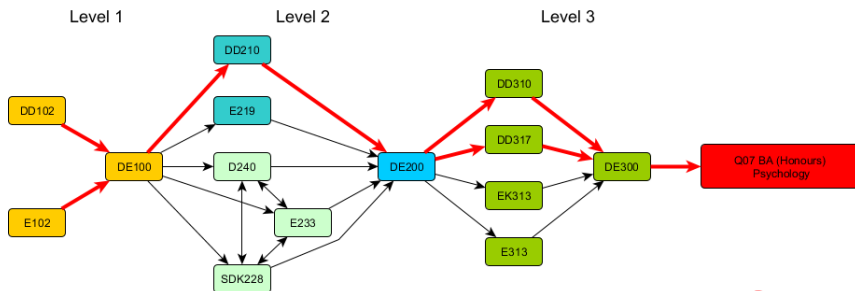 Level 1
Level 2
Level 3
DD210
DD310
DD102
E219
DD317
DE100
D240
DE200
DE300
Q07 BA (Honours)
Psychology
EK313
E102
E233
E313
SDK228